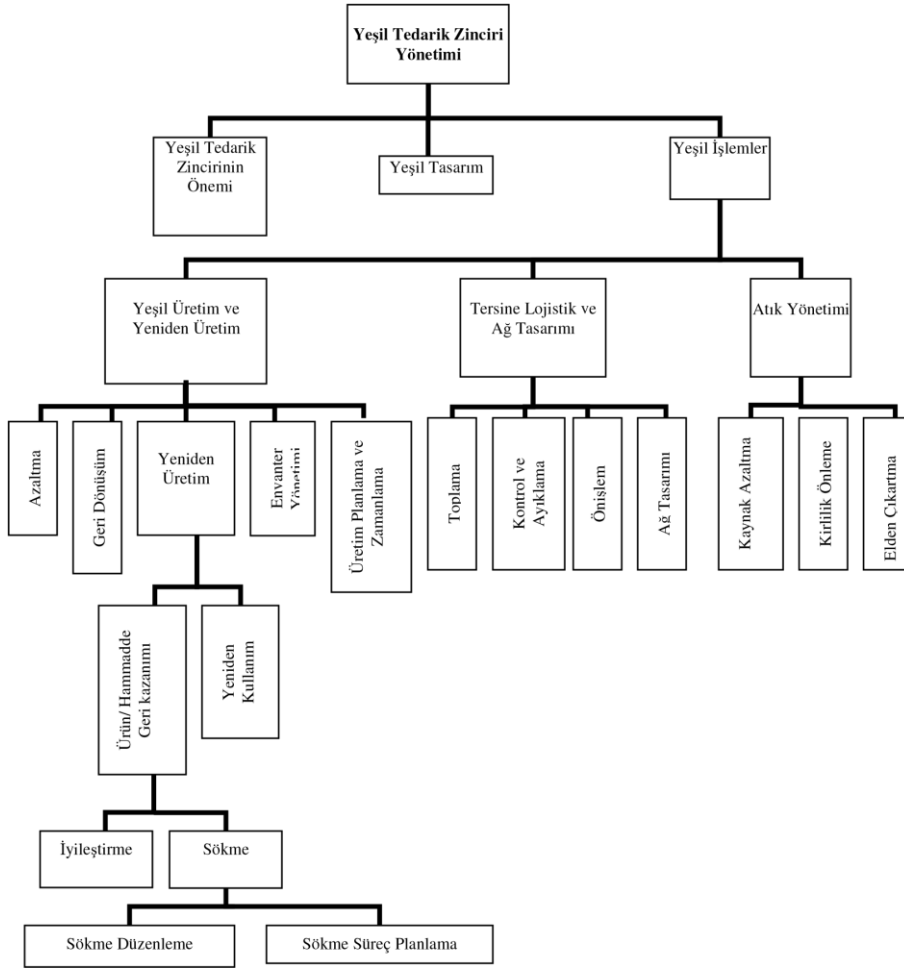 Yeşil Tedarik Zinciri
Yönetimi
Yeşil Tedarik
Zincirinin
Önemi
Yeşil Tasarım
Yeşil İşlemler
Yeşil Üretim ve
Yeniden Üretim
Tersine Lojistik ve
Ağ Tasarımı
Atık Yönetimi
Azaltma
Geri Dönüşüm
Yeniden
Üretim
Envanter
Yönetimi
Üretim Planlama ve
Zamanlama
Toplama
Kontrol ve
Ayıklama
Önişlem
Ağ Tasarımı
Kaynak Azaltma
Kirlilik Önleme
Elden Çıkartma
Ürün/ Hammadde
Geri kazanımı
Yeniden
Kullanım
İyileştirme
Sökme
Sökme Düzenleme
Sökme Süreç Planlama